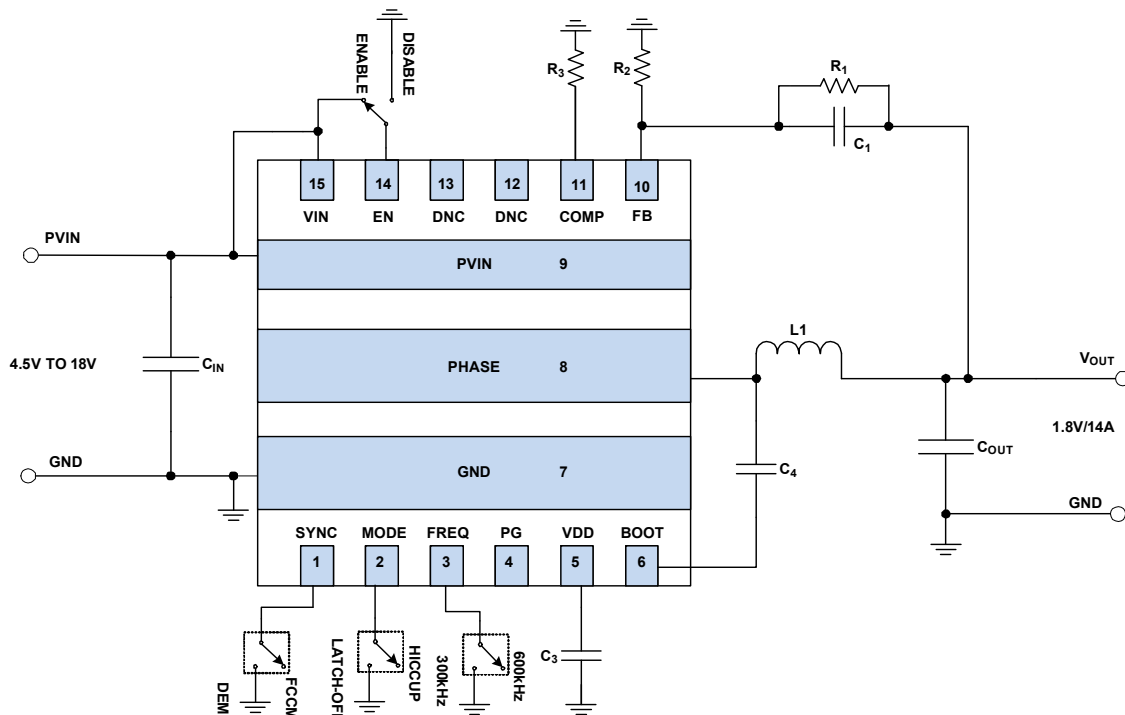 ENABLE
DISABLE
R3
R2
R1
C1
15
14
13
12
11
10
VIN
EN
DNC
DNC
COMP
FB
PVIN
PVIN 9
4.5V TO 18V
CIN
PHASE 8
L1
VOUT
1.8V/14A
COUT
GND
GND 7
C4
GND
SYNC
MODE
FREQ
PG
VDD
BOOT
1
2
3
4
5
6
DEM
FCCM
LATCH-OFF
HICCUP
300kHz
600kHz
C3